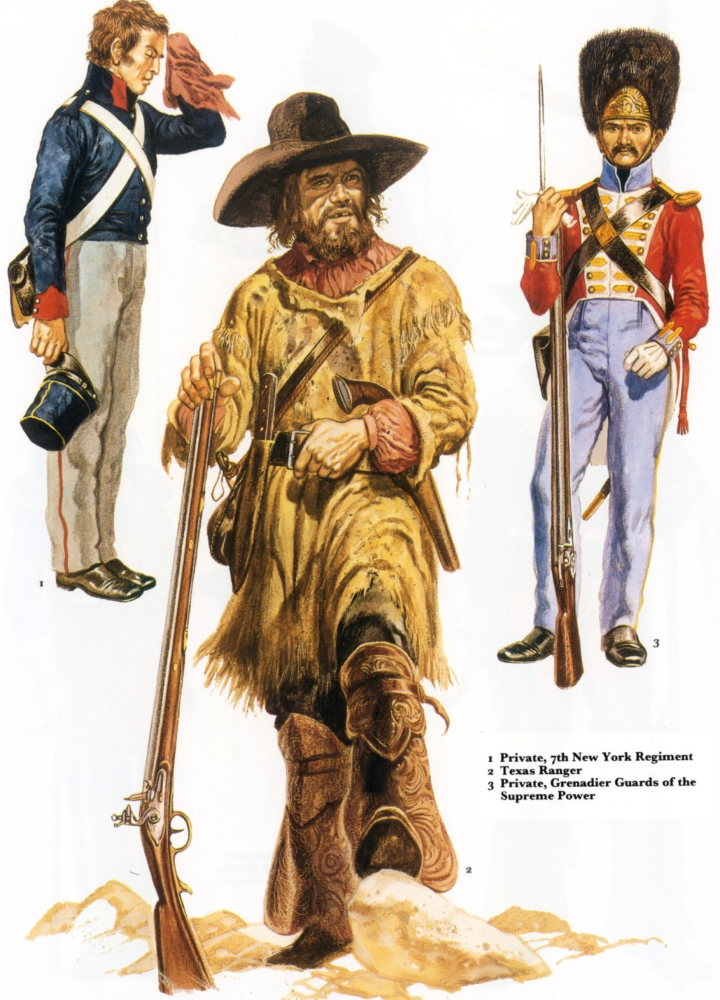 1
3
1 Private, 7th New York Regiment
2 Texas Ranger
3 Private, Grenadier Guards of the
Supreme Power
2